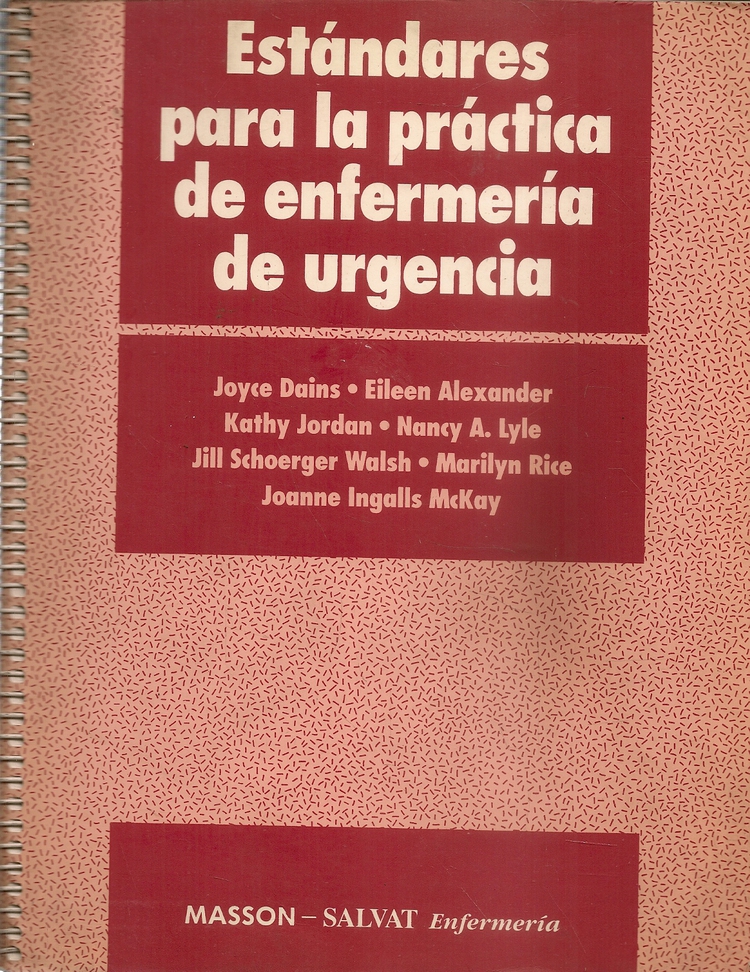 Estándares
para la práctica
de enfermería
de urgencia
Joyce Dains • Eileen Alexander
Kathy Jordan • Nancy A. Lyle
Jill Schoerger Walsh • Marilyn Rice
Joanne Ingalls McKay
MASSON – SALVAT Enfermería